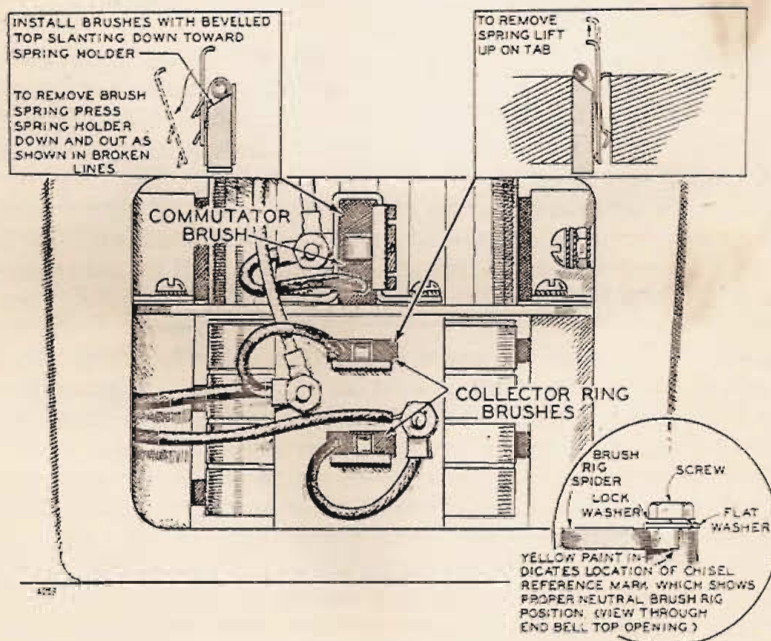 INSTALL BRUSHES WITH BEVELLED
TOP SLANTING DOWN TOWARD
SPRING HOLDER
TO REMOVE BRUSH
SPRING PRESS
SPRING HOLDER
DOWN AND OUT AS
SHOWN IN BROKEN
LINES
TO REMOVE
SPRING LIFT
UP ON TAB
COMMUTATOR
BRUSH
COLLECTOR RING
BRUSHES
BRUSH
RIG
SPIDER
SCREW
LOCK
WASHER
FLAT
WASHER
YELLOW PAINT IN-
DICATES LOCATION OF CHISEL
REFERENCE MARK WHICH SHOWS
PROPER NEUTRAL BRUSH RIG
POSITION (VIEW THROUGH
END BELL TOP OPENING)